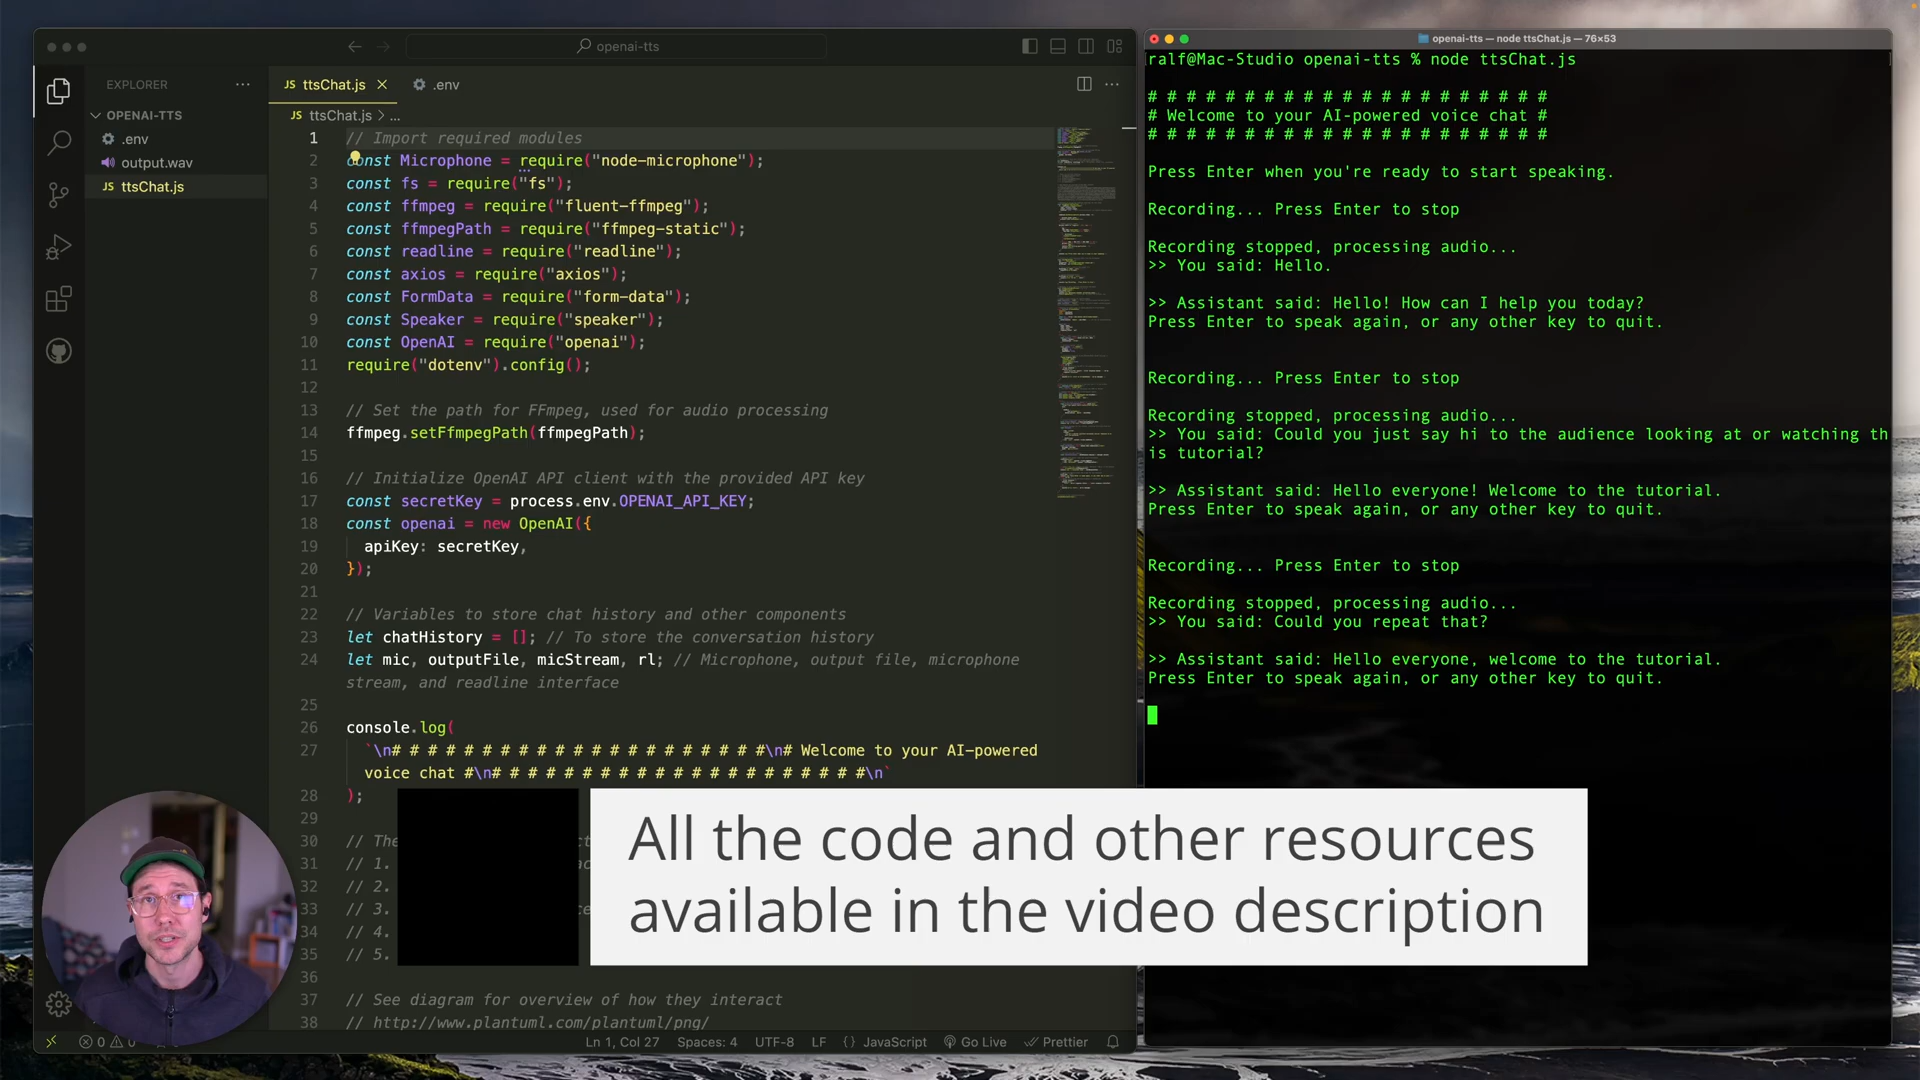 openai-tts
EXPLORER
OPENAI-TTS
.env
output.wav
JS ttsChat.js
JS ttsChat.js
.env
JS ttsChat.js > ...
1 // Import required modules
2 const Microphone = require("node-microphone");
3 const fs = require("fs");
4 const ffmpeg = require("fluent-ffmpeg");
5 const ffmpegPath = require("ffmpeg-static");
6 const readline = require("readline");
7 const axios = require("axios");
8 const FormData = require("form-data");
9 const Speaker = require("speaker");
10 const OpenAI = require("openai");
11 require("dotenv").config();
12
13 // Set the path for FFmpeg, used for audio processing
14 ffmpeg.setFfmpegPath(ffmpegPath);
15
16 // Initialize OpenAI API client with the provided API key
17 const secretKey = process.env.OPENAI_API_KEY;
18 const openai = new OpenAI({
19 apiKey: secretKey,
20 });
21
22 // Variables to store chat history and other components
23 let chatHistory = []; // To store the conversation history
24 let mic, outputFile, micStream, rl; // Microphone, output file, microphone
stream, and readline interface
25
26 console.log(
27 `\n# # # # # # # # # # # # # # # # # # # # #\n# Welcome to your AI-powered
voice chat #\n# # # # # # # # # # # # # # # # # # # # #\n`
28 );
29
30 // The
31 // 1.
32 // 2.
33 // 3.
34 // 4.
35 // 5.
36
37 // See diagram for overview of how they interact
38 // http://www.plantuml.com/plantuml/png/
0
Ln 1, Col 27
Spaces: 4
UTF-8
LF
{} JavaScript
Go Live
Prettier
openai-tts — node ttsChat.js — 76×53
ralf@Mac-Studio openai-tts % node ttsChat.js
# # # # # # # # # # # # # # # # # # # # #
# Welcome to your AI-powered voice chat #
# # # # # # # # # # # # # # # # # # # # #
Press Enter when you're ready to start speaking.
Recording... Press Enter to stop
Recording stopped, processing audio...
>> You said: Hello.
>> Assistant said: Hello! How can I help you today?
Press Enter to speak again, or any other key to quit.
Recording... Press Enter to stop
Recording stopped, processing audio...
>> You said: Could you just say hi to the audience looking at or watching th
is tutorial?
>> Assistant said: Hello everyone! Welcome to the tutorial.
Press Enter to speak again, or any other key to quit.
Recording... Press Enter to stop
Recording stopped, processing audio...
>> You said: Could you repeat that?
>> Assistant said: Hello everyone, welcome to the tutorial.
Press Enter to speak again, or any other key to quit.
All the code and other resources
available in the video description